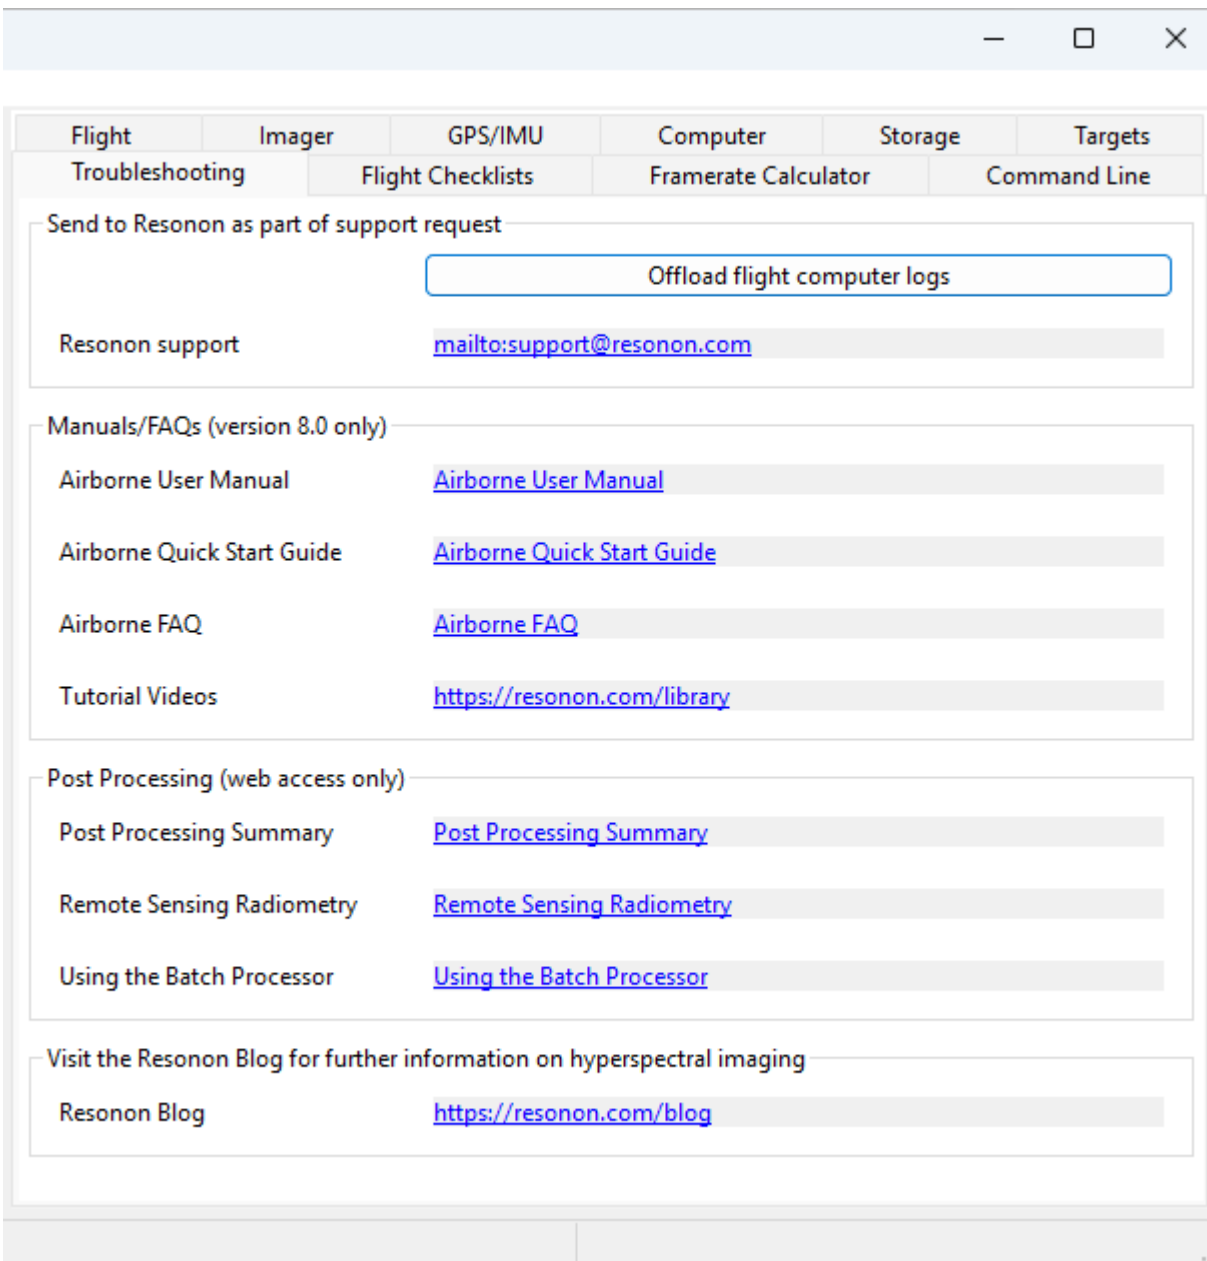 Flight Imager GPS/IMU Computer Storage Targets
Troubleshooting Flight Checklists Framerate Calculator Command Line
Send to Resonon as part of support request
Offload flight computer logs
Resonon support mailto:support@resonon.com
Manuals/FAQs (version 8.0 only)
Airborne User Manual Airborne User Manual
Airborne Quick Start Guide Airborne Quick Start Guide
Airborne FAQ Airborne FAQ
Tutorial Videos https://resonon.com/library
Post Processing (web access only)
Post Processing Summary Post Processing Summary
Remote Sensing Radiometry Remote Sensing Radiometry
Using the Batch Processor Using the Batch Processor
Visit the Resonon Blog for further information on hyperspectral imaging
Resonon Blog https://resonon.com/blog